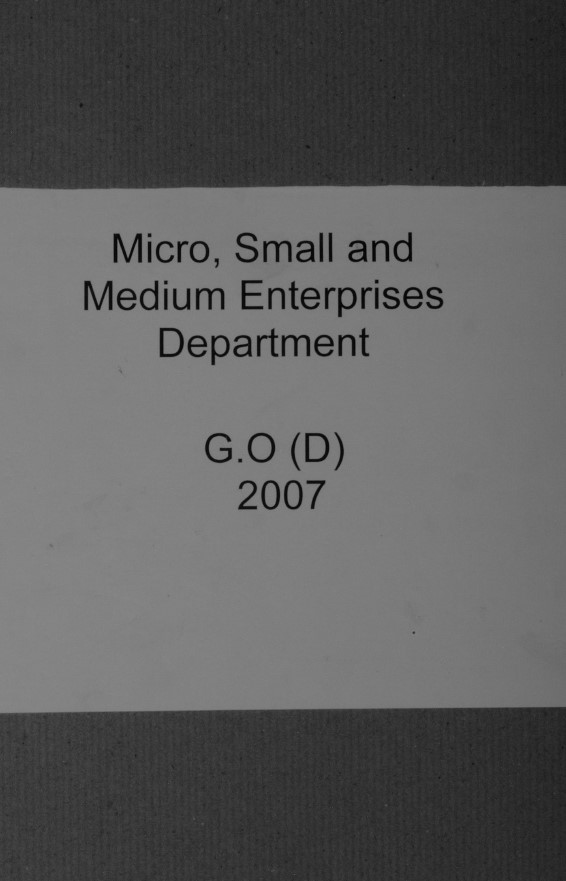 Micro, Small and
Medium Enterprises
Department
G.O (D)
2007